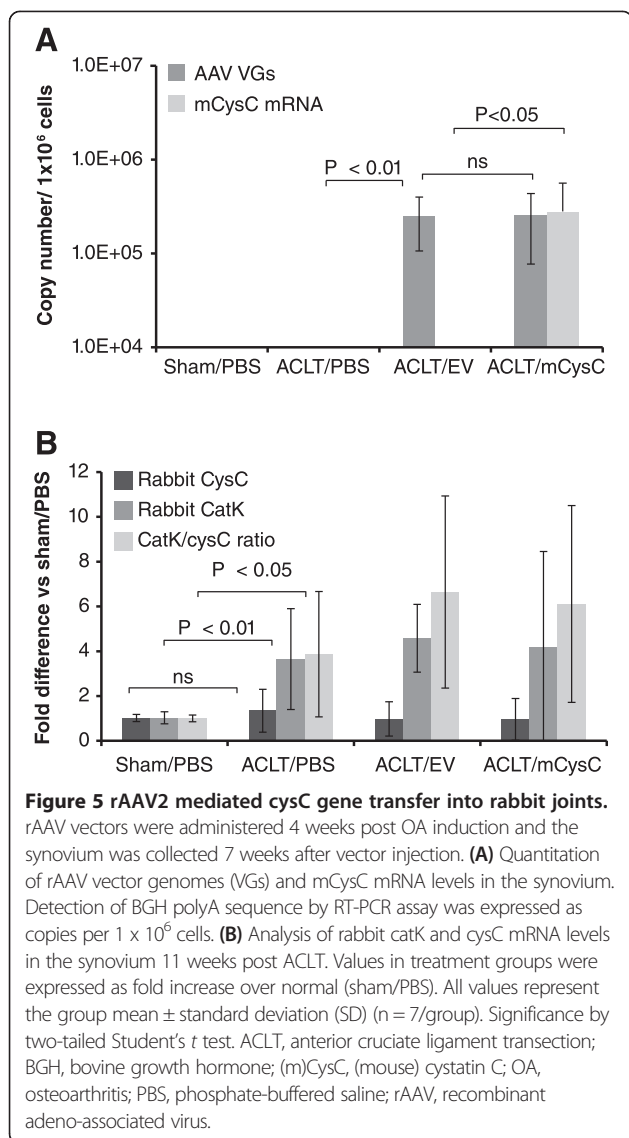 A
1.0E+07
AAV VGs
mCysC mRNA
P<0.05
1.0E+06
P < 0.01
ns
Copy number/ 1x10⁶ cells
1.0E+05
1.0E+04
Sham/PBS ACLT/PBS ACLT/EV ACLT/mCysC
B
12
Rabbit CysC
10
Rabbit CatK
CatK/cysC ratio
8
P < 0.05
6
P < 0.01
4
ns
2
0
Fold difference vs sham/PBS
Sham/PBS ACLT/PBS ACLT/EV ACLT/mCysC
Figure 5 rAAV2 mediated cysC gene transfer into rabbit joints.
rAAV vectors were administered 4 weeks post OA induction and the
synovium was collected 7 weeks after vector injection. (A) Quantitation
of rAAV vector genomes (VGs) and mCysC mRNA levels in the synovium.
Detection of BGH polyA sequence by RT-PCR assay was expressed as
copies per 1 x 10⁶ cells. (B) Analysis of rabbit catK and cysC mRNA levels
in the synovium 11 weeks post ACLT. Values in treatment groups were
expressed as fold increase over normal (sham/PBS). All values represent
the group mean ± standard deviation (SD) (n = 7/group). Significance by
two-tailed Student's t test. ACLT, anterior cruciate ligament transection;
BGH, bovine growth hormone; (m)CysC, (mouse) cystatin C; OA,
osteoarthritis; PBS, phosphate-buffered saline; rAAV, recombinant
adeno-associated virus.